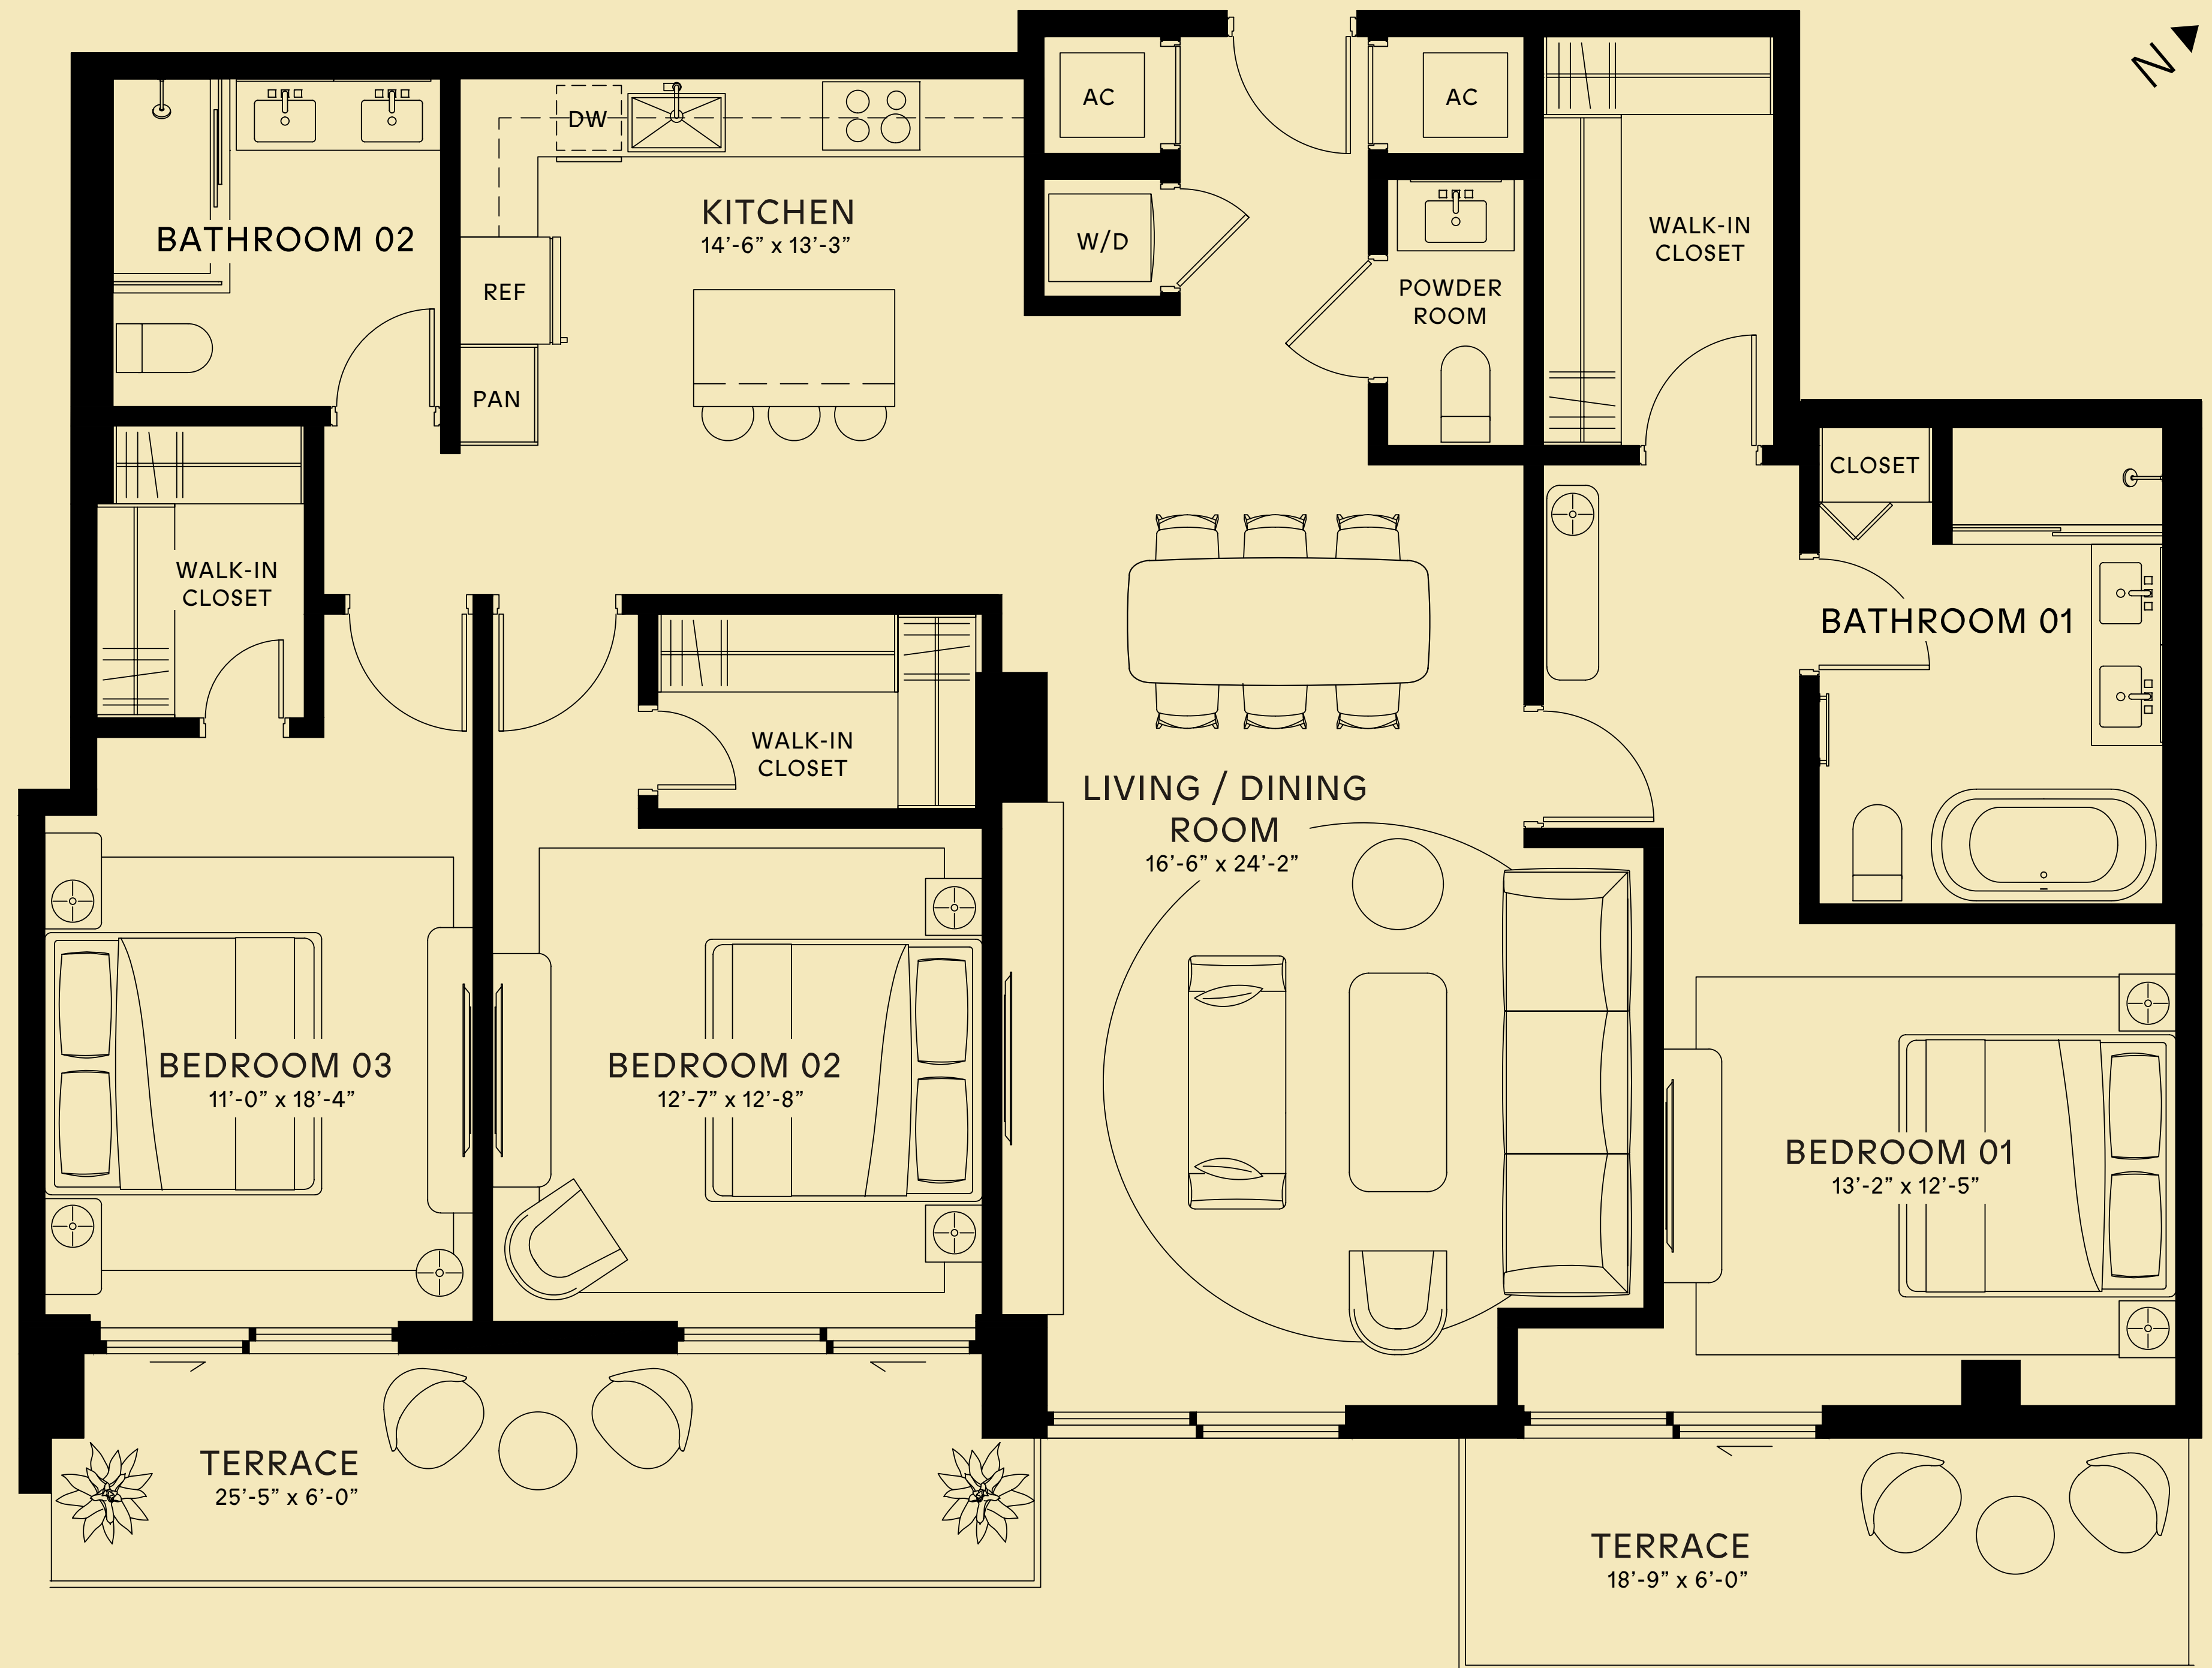 N
AC
AC
DW
KITCHEN
14’-6” x 13’-3”
BATHROOM 02
W/D
WALK-IN
CLOSET
REF
POWDER
ROOM
PAN
CLOSET
WALK-IN
CLOSET
BATHROOM 01
WALK-IN
CLOSET
LIVING / DINING
ROOM
16’-6” x 24’-2”
BEDROOM 03
11’-0” x 18’-4”
BEDROOM 02
12’-7” x 12’-8”
BEDROOM 01
13’-2” x 12’-5”
TERRACE
25’-5” x 6’-0”
TERRACE
18’-9” x 6’-0”